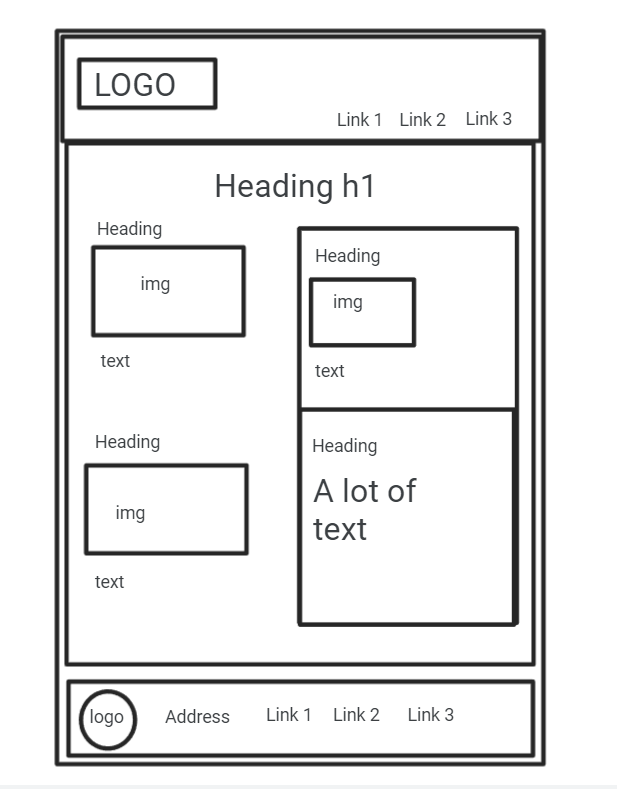 LOGO
Link 1 Link 2 Link 3
Heading h1
Heading
img
text
Heading
img
text
Heading
img
text
Heading
A lot of
text
logo
Address
Link 1 Link 2 Link 3